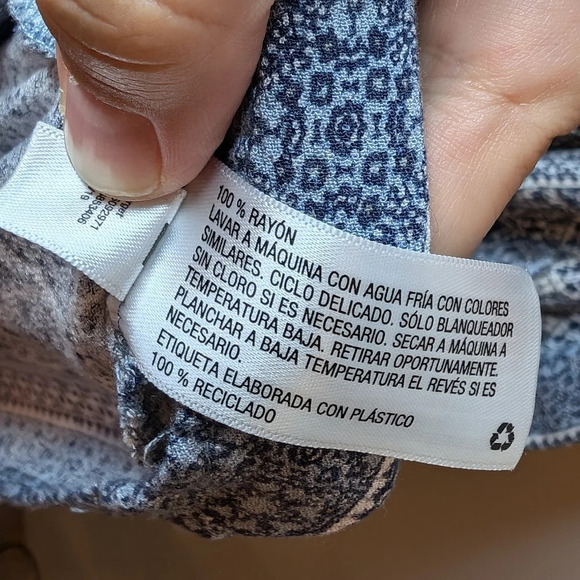 100 % RAYÓN
LAVAR A MÁQUINA CON AGUA FRÍA CON COLORES
SIMILARES. CICLO DELICADO. SÓLO BLANQUEADOR
SIN CLORO SI ES NECESARIO. SECAR A MÁQUINA A
TEMPERATURA BAJA. RETIRAR OPORTUNAMENTE.
PLANCHAR A BAJA TEMPERATURA EL REVÉS SI ES
NECESARIO.
ETIQUETA ELABORADA CON PLÁSTICO
100 % RECICLADO